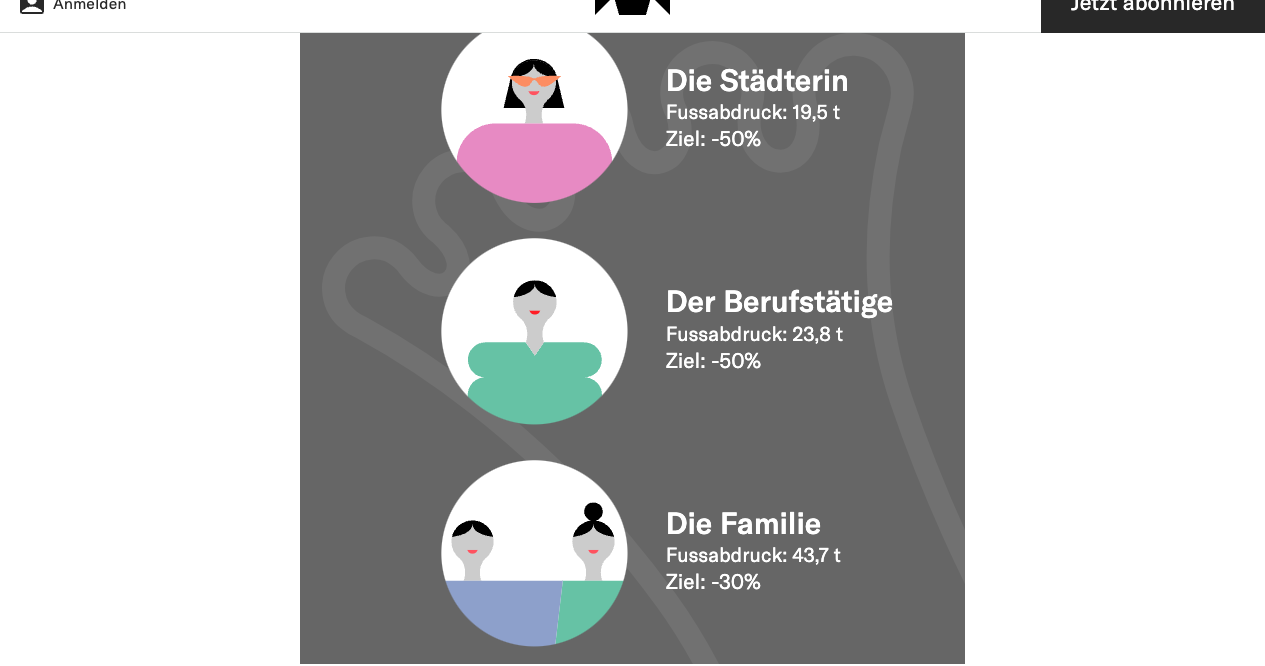 Anmelden
Jetzt abonnieren
Die Städterin
Fussabdruck: 19,5 t
Ziel: -50%
Der Berufstätige
Fussabdruck: 23,8 t
Ziel: -50%
Die Familie
Fussabdruck: 43,7 t
Ziel: -30%